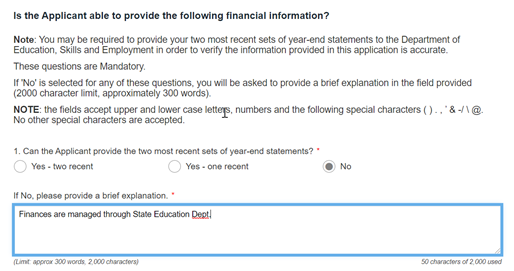 Is the Applicant able to provide the following financial information?
Note: You may be required to provide your two most recent sets of year-end statements to the Department of
Education, Skills and Employment in order to verify the information provided in this application is accurate.
These questions are Mandatory.
If 'No' is selected for any of these questions, you will be asked to provide a brief explanation in the field provided
(2000 character limit, approximately 300 words).
NOTE: the fields accept upper and lower case letters, numbers and the following special characters ( ) . , ' & -/ \ @.
No other special characters are accepted.
1. Can the Applicant provide the two most recent sets of year-end statements? *
Yes - two recent
Yes - one recent
No
If No, please provide a brief explanation. *
Finances are managed through State Education Dept.
(Limit: approx 300 words, 2,000 characters)
50 characters of 2,000 used